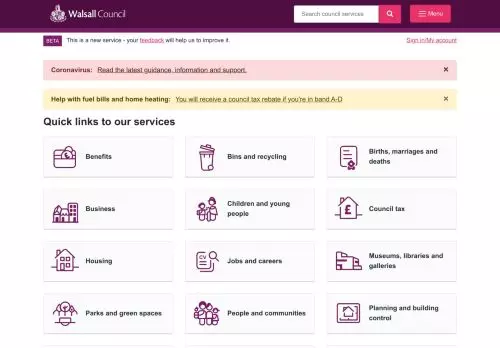 Walsall Council
Search council services
Menu
BETA
This is a new service - your feedback will help us to improve it.
Sign in/My account
Coronavirus: Read the latest guidance, information and support.
×
Help with fuel bills and home heating: You will receive a council tax rebate if you're in band A-D
×
Quick links to our services
Benefits
Bins and recycling
Births, marriages and
deaths
Business
Children and young
people
£
Council tax
Housing
CV
Jobs and careers
Museums, libraries and
galleries
Parks and green spaces
People and communities
Planning and building
control